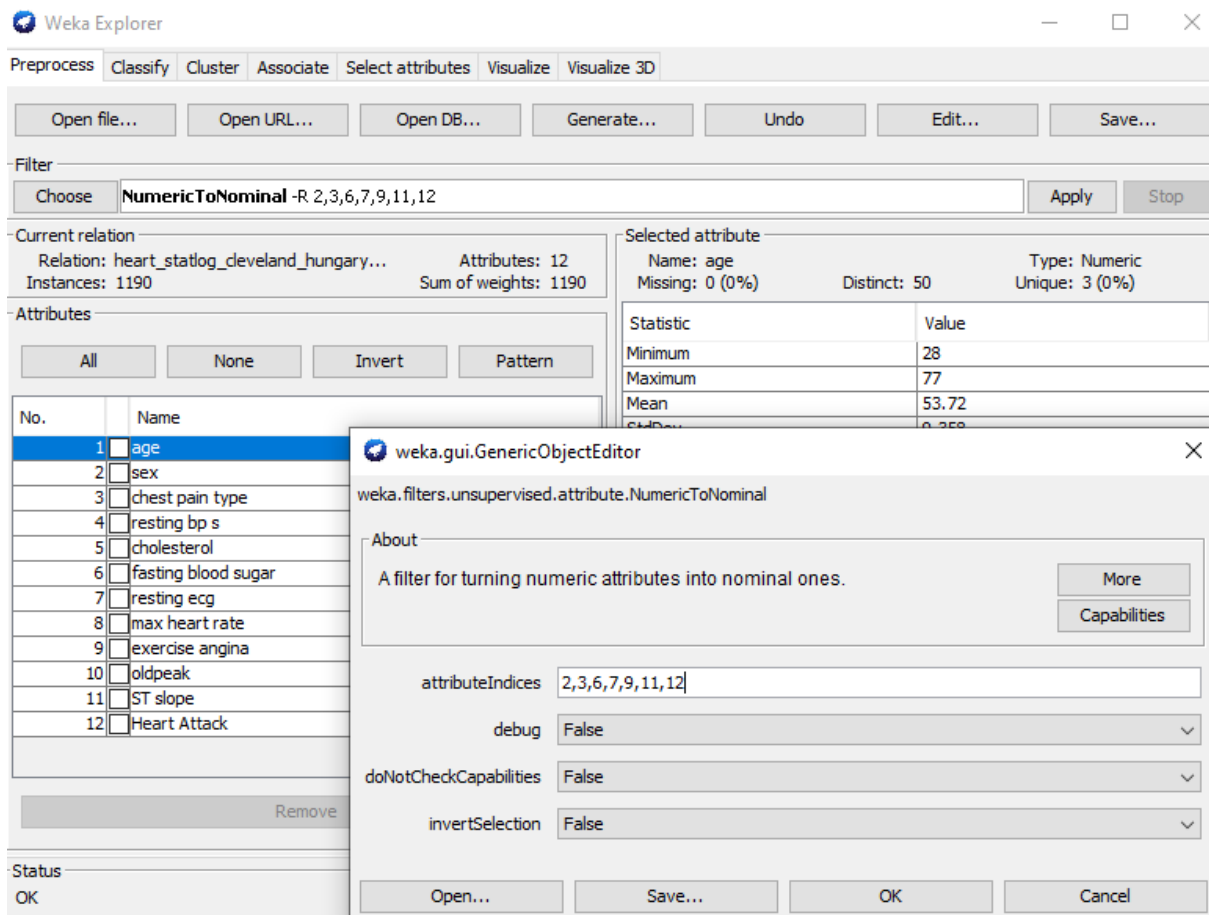 Weka Explorer
Preprocess Classify Cluster Associate Select attributes Visualize Visualize 3D
Open file... Open URL... Open DB... Generate... Undo Edit... Save...
Filter
Choose NumericToNominal -R 2,3,6,7,9,11,12 Apply Stop
Current relation
Relation: heart_statlog_cleveland_hungary... Attributes: 12
Instances: 1190 Sum of weights: 1190
Selected attribute
Name: age Type: Numeric
Missing: 0 (0%) Distinct: 50 Unique: 3 (0%)
Statistic Value
Minimum 28
Maximum 77
Mean 53.72
StdDev 9.358
Attributes
All None Invert Pattern
No. Name
1 age
2 sex
3 chest pain type
4 resting bp s
5 cholesterol
6 fasting blood sugar
7 resting ecg
8 max heart rate
9 exercise angina
10 oldpeak
11 ST slope
12 Heart Attack
Remove
Status
OK
weka.gui.GenericObjectEditor
weka.filters.unsupervised.attribute.NumericToNominal
About
A filter for turning numeric attributes into nominal ones.
More
Capabilities
attributeIndices 2,3,6,7,9,11,12
debug False
doNotCheckCapabilities False
invertSelection False
Open... Save... OK Cancel